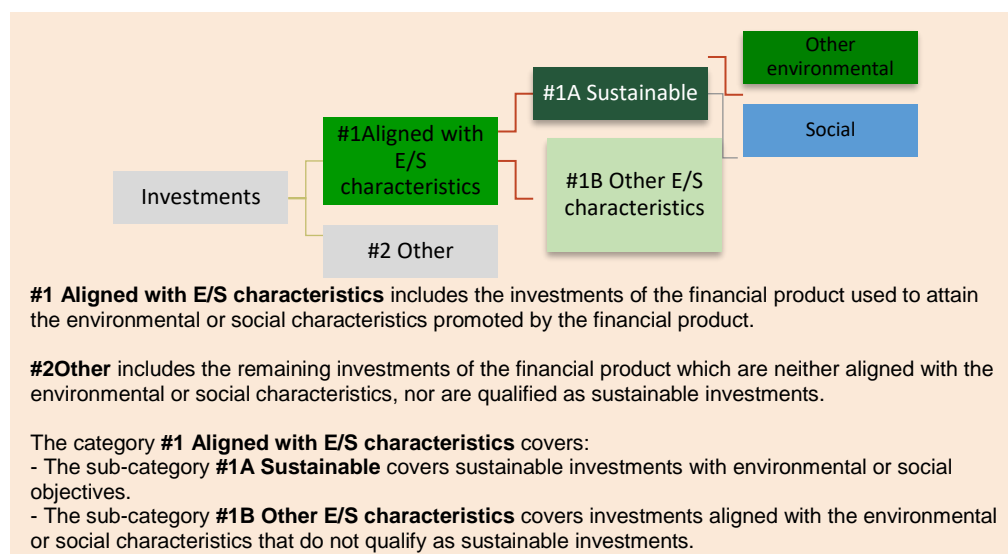 Other
environmental
#1A Sustainable
#1Aligned with
E/S
characteristics
Social
#1B Other E/S
characteristics
Investments
#2 Other
#1 Aligned with E/S characteristics includes the investments of the financial product used to attain
the environmental or social characteristics promoted by the financial product.
#2Other includes the remaining investments of the financial product which are neither aligned with the
environmental or social characteristics, nor are qualified as sustainable investments.
The category #1 Aligned with E/S characteristics covers:
- The sub-category #1A Sustainable covers sustainable investments with environmental or social
objectives.
- The sub-category #1B Other E/S characteristics covers investments aligned with the environmental
or social characteristics that do not qualify as sustainable investments.